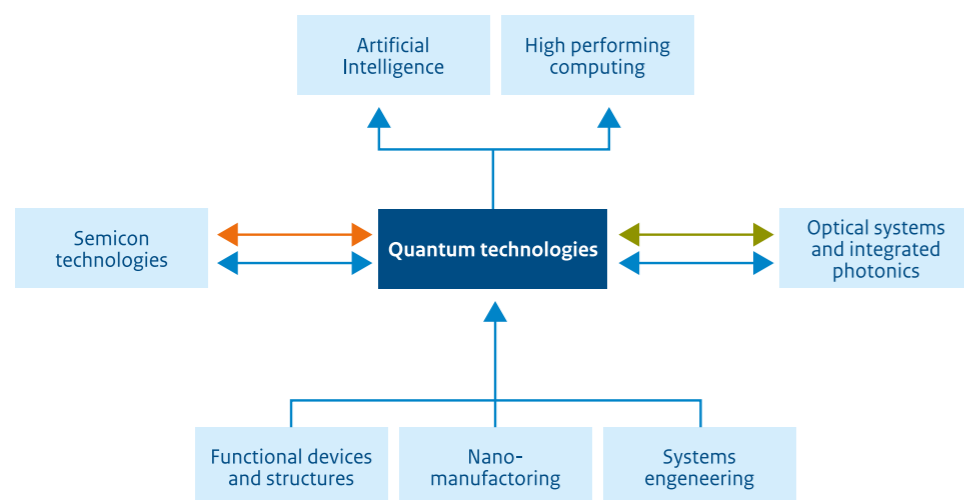 Artificial
Intelligence
High performing
computing
Semicon
technologies
Quantum technologies
Optical systems
and integrated
photonics
Functional devices
and structures
Nano-
manufactoring
Systems
engeneering